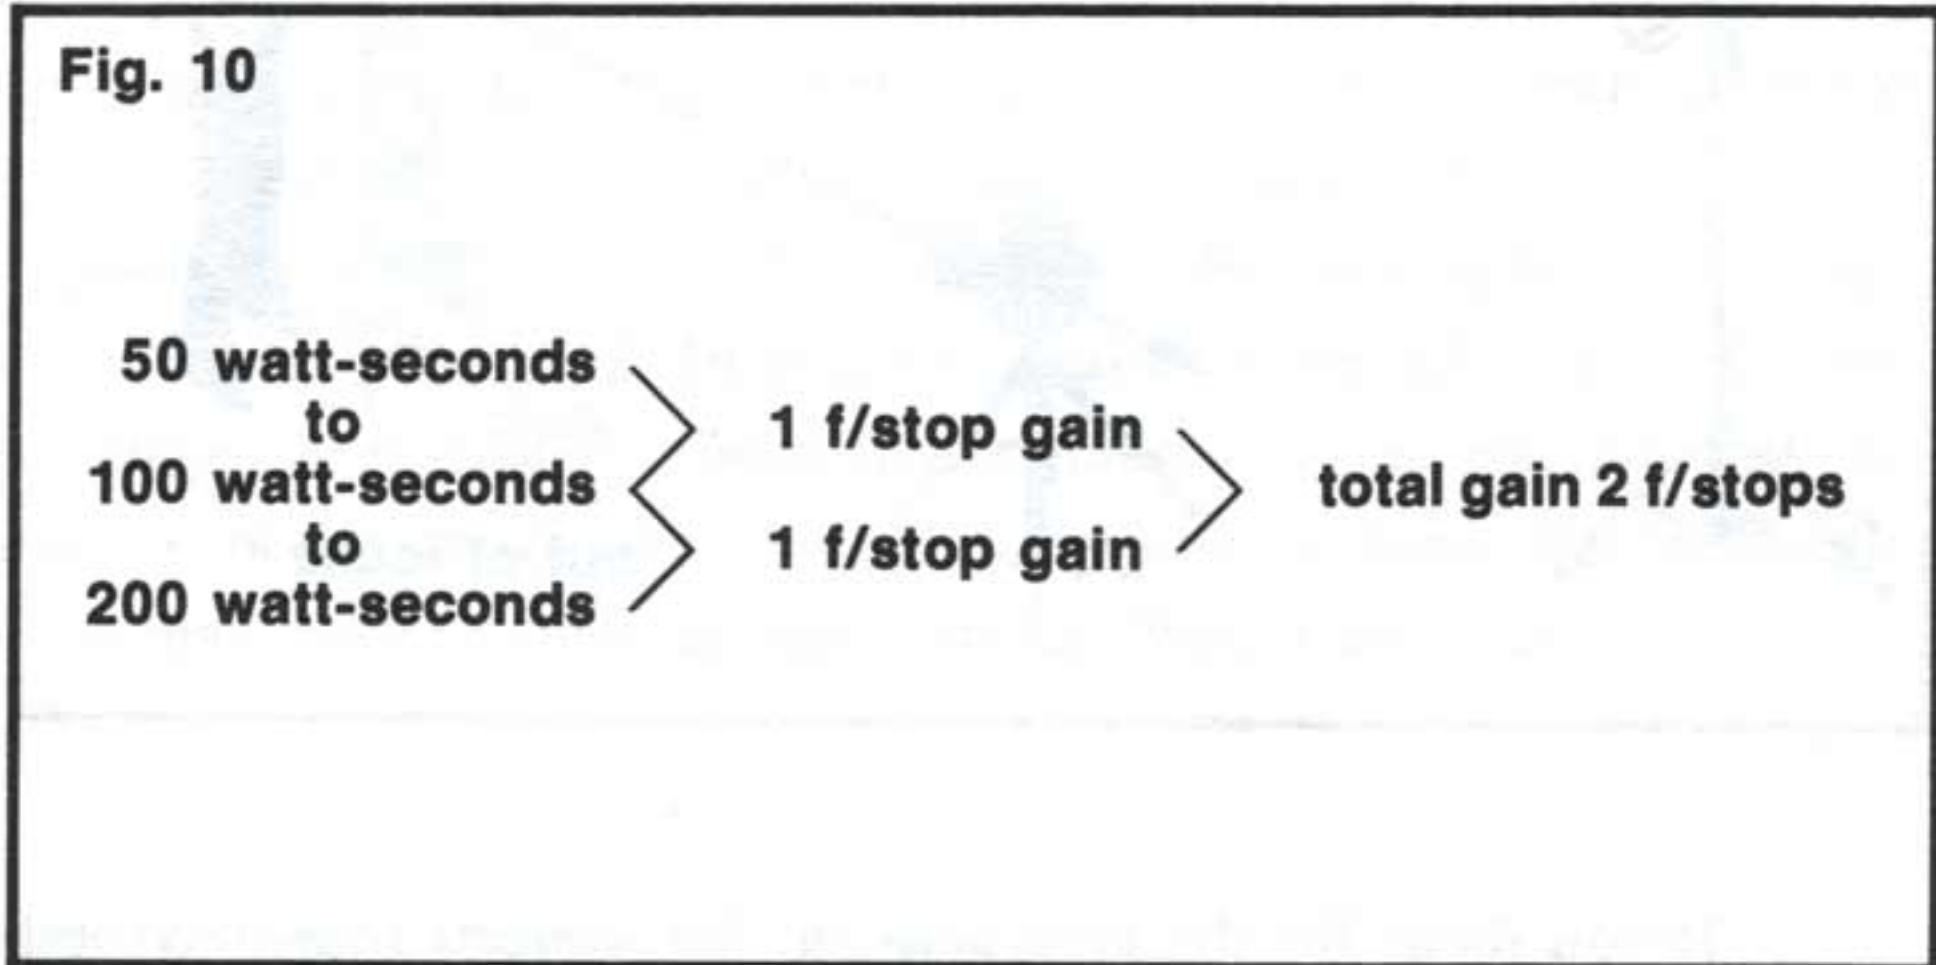 Fig. 10
50 watt-seconds
to
100 watt-seconds
to
200 watt-seconds
1 f/stop gain
1 f/stop gain
total gain 2 f/stops